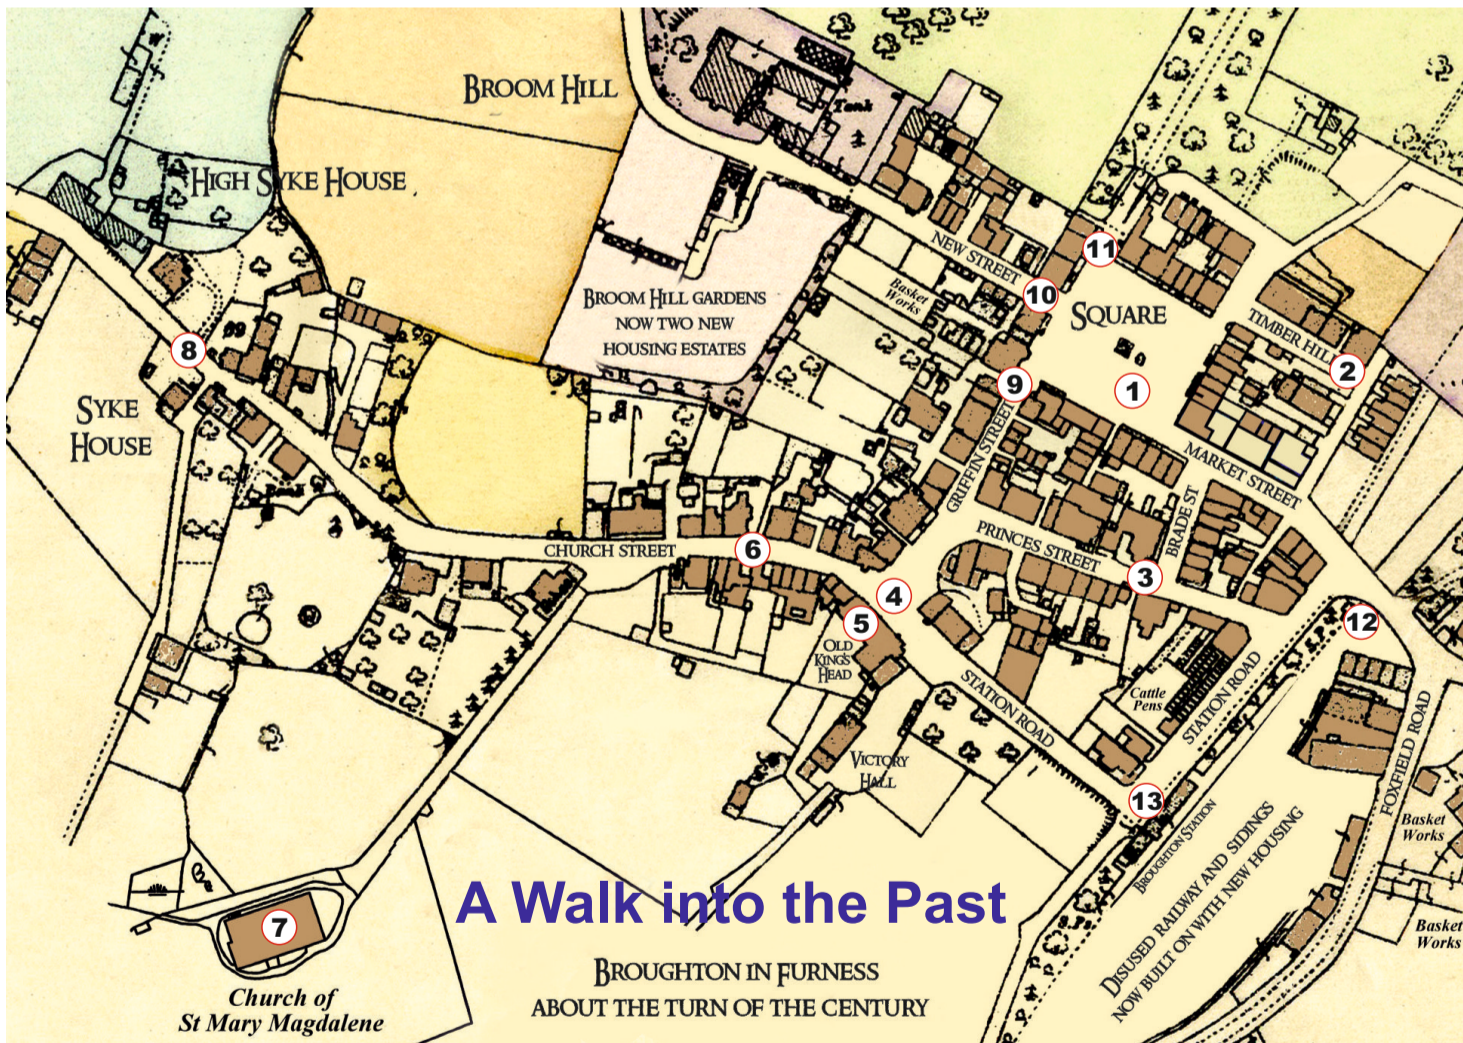 BROOM HILL
Tank
HIGH SYKE HOUSE
11
NEW STREET
10
Basket
Works
BROOM HILL GARDENS
NOW TWO NEW
HOUSING ESTATES
SQUARE
TIMBER HILL
8
9
1
2
SYKE
HOUSE
GRIFFIN STREET
MARKET STREET
BRADE ST
CHURCH STREET
6
PRINCES STREET
3
4
5
12
OLD
KING'S
HEAD
STATION ROAD
Cattle
Pens
STATION ROAD
VICTORY
HALL
FOXFIELD ROAD
13
BROUGHTON STATION
Basket
Works
DISUSED RAILWAY AND SIDINGS
NOW BUILT ON WITH NEW HOUSING
A Walk into the Past
7
Basket
Works
BROUGHTON IN FURNESS
ABOUT THE TURN OF THE CENTURY
Church of
St Mary Magdalene